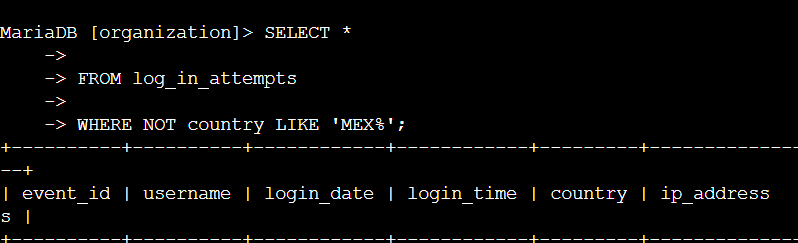 MariaDB [organization]> SELECT *
    ->
    -> FROM log_in_attempts
    ->
    -> WHERE NOT country LIKE 'MEX%';
+----------+----------+------------+------------+---------+--------------
--+
| event_id | username | login_date | login_time | country | ip_address
s |
+----------+----------+------------+------------+---------+--------------